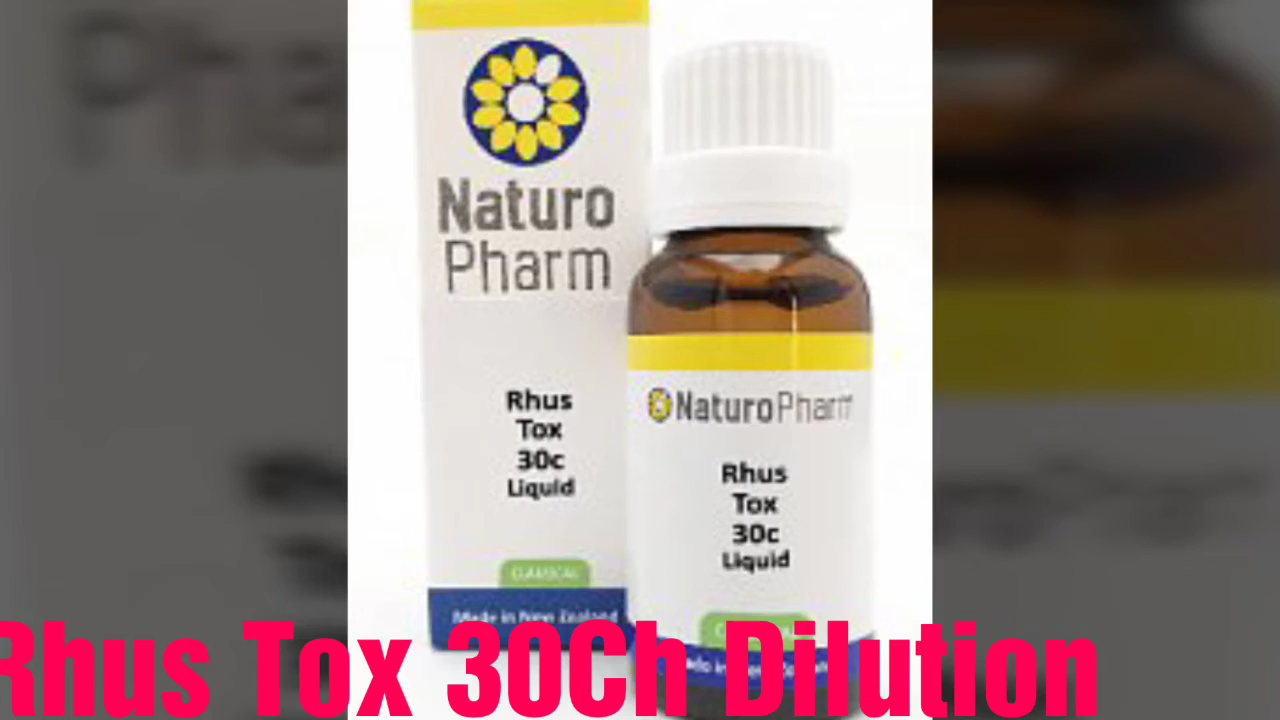 Naturo
Pharm
Rhus
Tox
30c
Liquid
CLASSICAL
Made in New Zealand
NaturoPharm
Rhus
Tox
30c
Liquid
Rhus Tox 30Ch Dilution